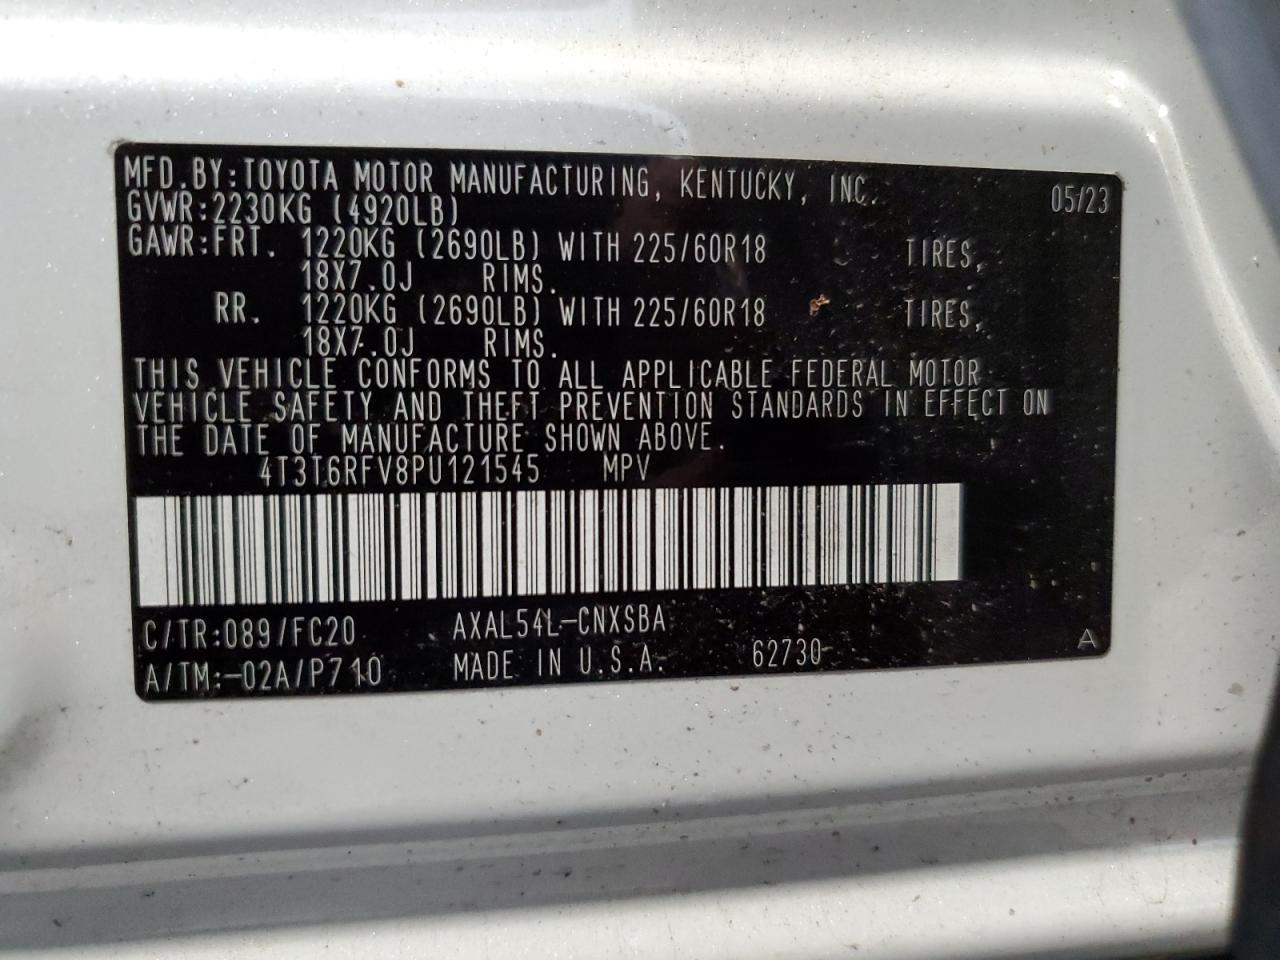 MFD.BY:TOYOTA MOTOR MANUFACTURING, KENTUCKY, INC. 05/23
GVWR:2230KG (4920LB)
GAWR:FRT. 1220KG (2690LB) WITH 225/60R18 TIRES,
18X7.0J RIMS.
RR. 1220KG (2690LB) WITH 225/60R18 TIRES,
18X7.0J RIMS.
THIS VEHICLE CONFORMS TO ALL APPLICABLE FEDERAL MOTOR
VEHICLE SAFETY AND THEFT PREVENTION STANDARDS IN EFFECT ON
THE DATE OF MANUFACTURE SHOWN ABOVE.
4T3T6RFV8PU121545 MPV
C/TR:089/FC20 AXAL54L-CNXSBA
A/TM:-02A/P710 MADE IN U.S.A. 62730 A